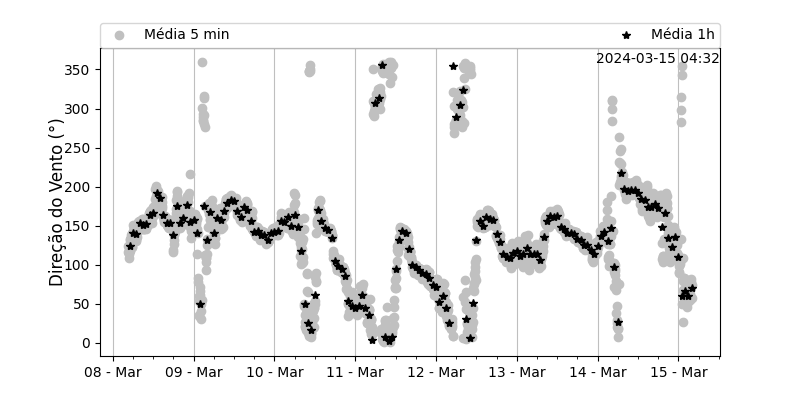 Média 5 min
Média 1h
2024-03-15 04:32
Direção do Vento (°)
350
300
250
200
150
100
50
0
08 - Mar
09 - Mar
10 - Mar
11 - Mar
12 - Mar
13 - Mar
14 - Mar
15 - Mar